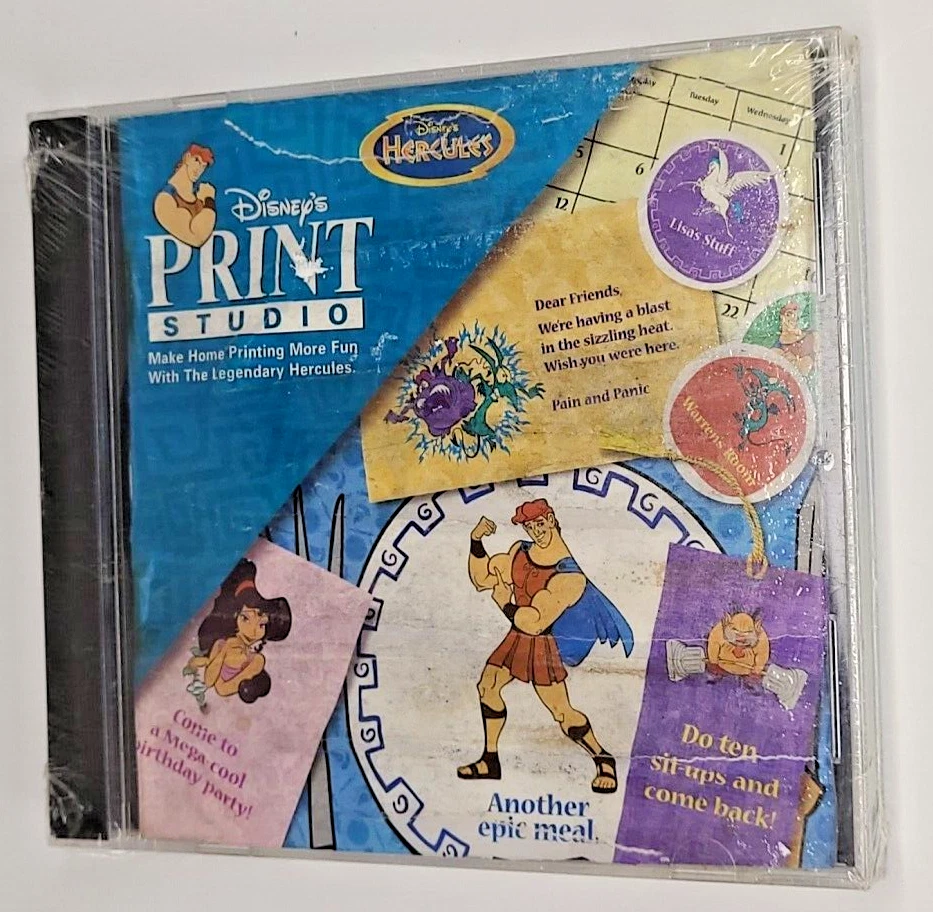 DISNEY'S
HERCULES
DISNEY'S
PRINT
STUDIO
Make Home Printing More Fun
With The Legendary Hercules.
Tuesday
Wednesday
1
5
6
12
22
Lisa's Stuff
Dear Friends,
We're having a blast
in the sizzling heat.
Wish you were here.
Pain and Panic
Warren's Room
Come to
a Mega-cool
birthday party!
Another
epic meal.
Do ten
sit-ups and
come back!